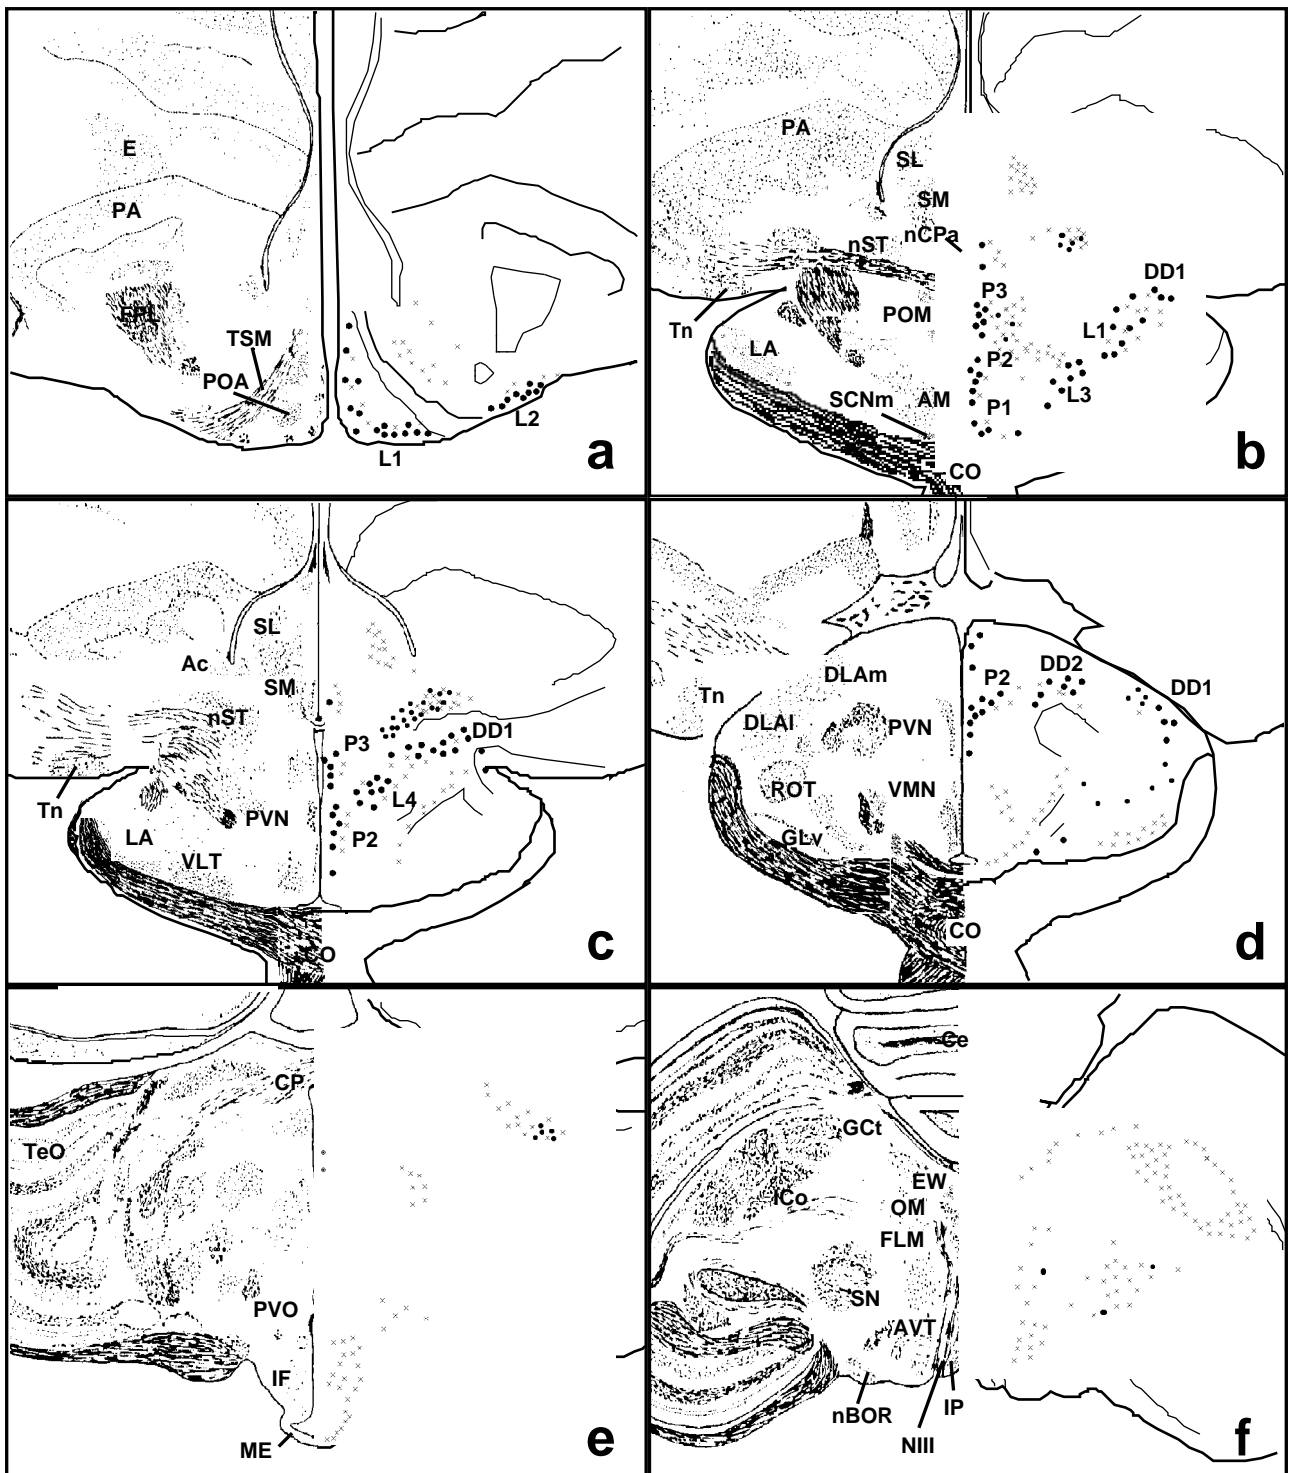 E
PA
FPL
TSM
POA
L1
L2
a
PA
SL
SM
nCPa
nST
DD1
P3
Tn
POM
L1
LA
P2
SCNm
AM
P1
L3
CO
b
SL
Ac
SM
nST
P3
DD1
Tn
L4
LA
PVN
P2
VLT
CO
c
DLAm
P2
DD2
DD1
Tn
DLAl
PVN
ROT
VMN
GLv
CO
d
CP
TeO
PVO
IF
ME
e
Ce
GCt
EW
ICo
OM
FLM
SN
AVT
nBOR
IP
NIII
f